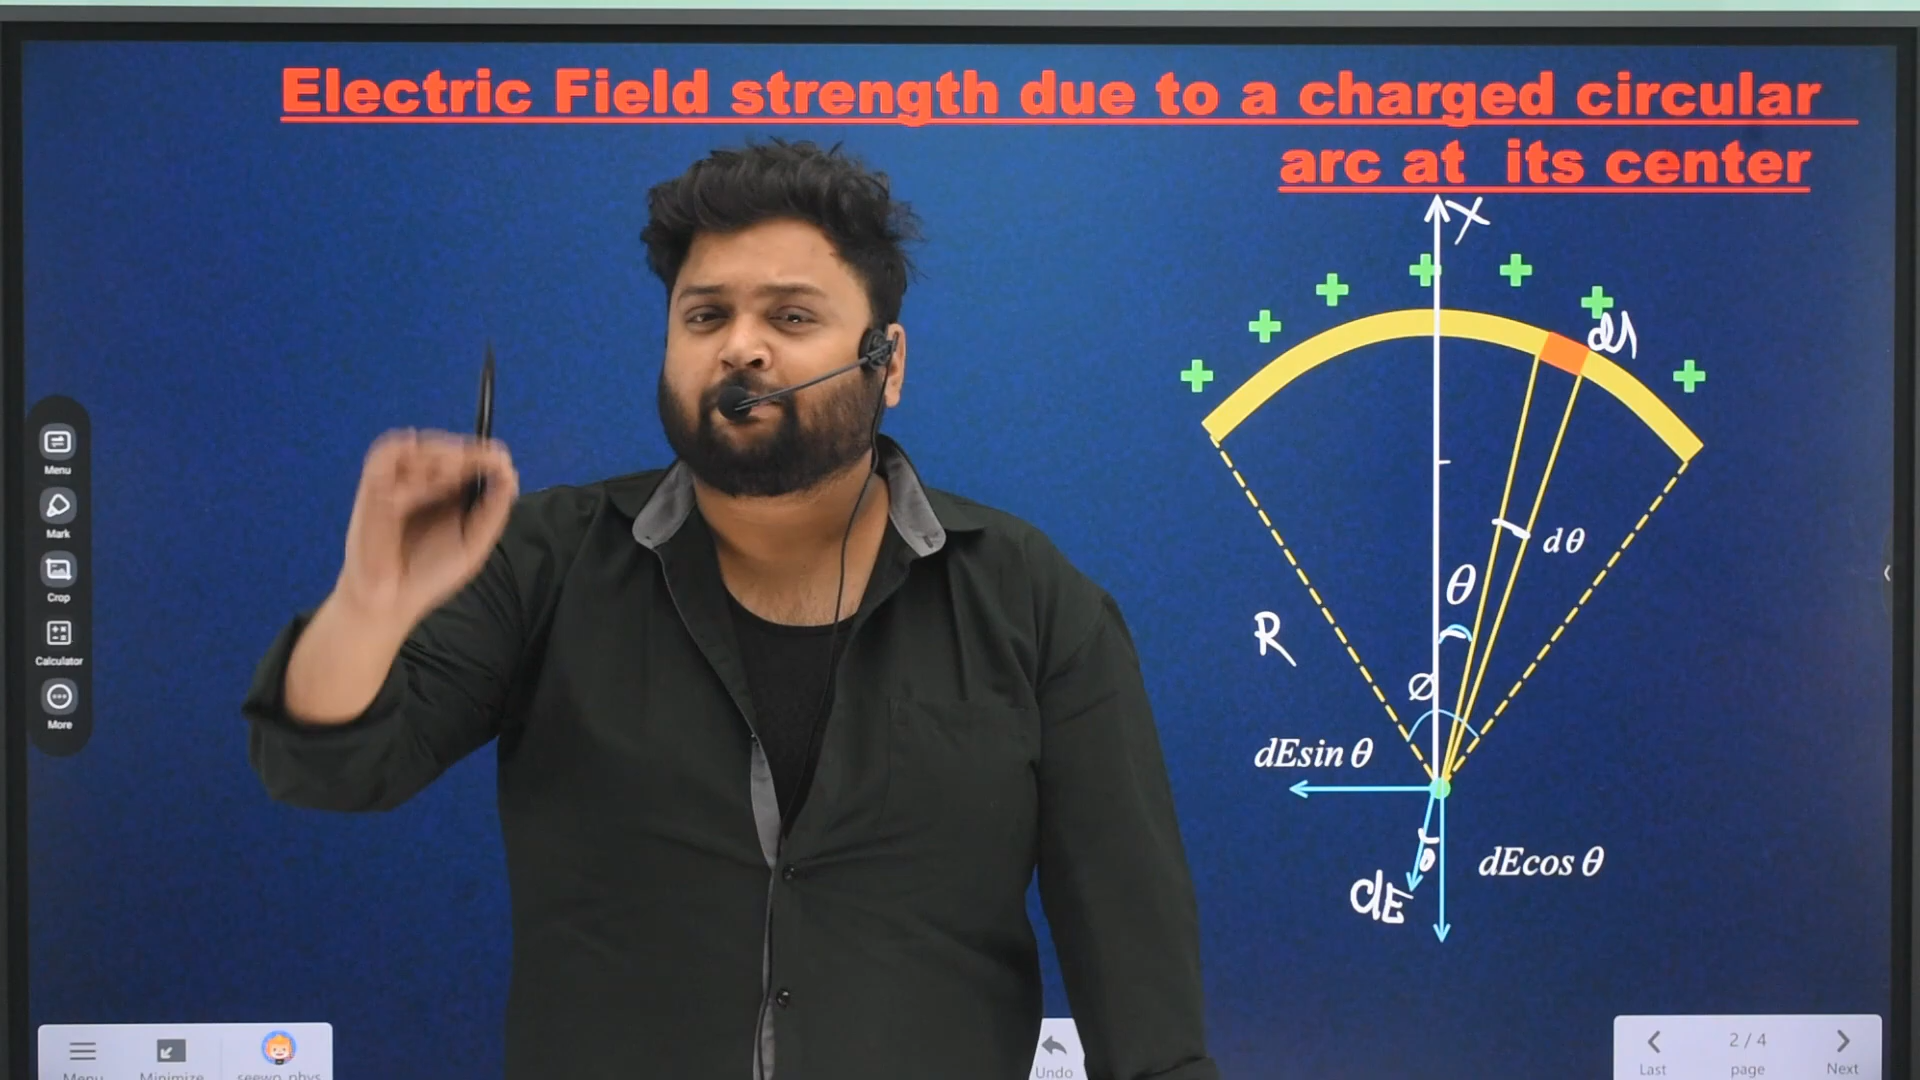 Electric Field strength due to a charged circular
arc at its center
X
dl
dθ
θ
R
Ø
dEsin θ
θ
dE
dEcos θ
Menu
Mark
Crop
Calculator
More
Menu
Minimize
seewo_phys
Undo
Last
2 / 4
page
Next